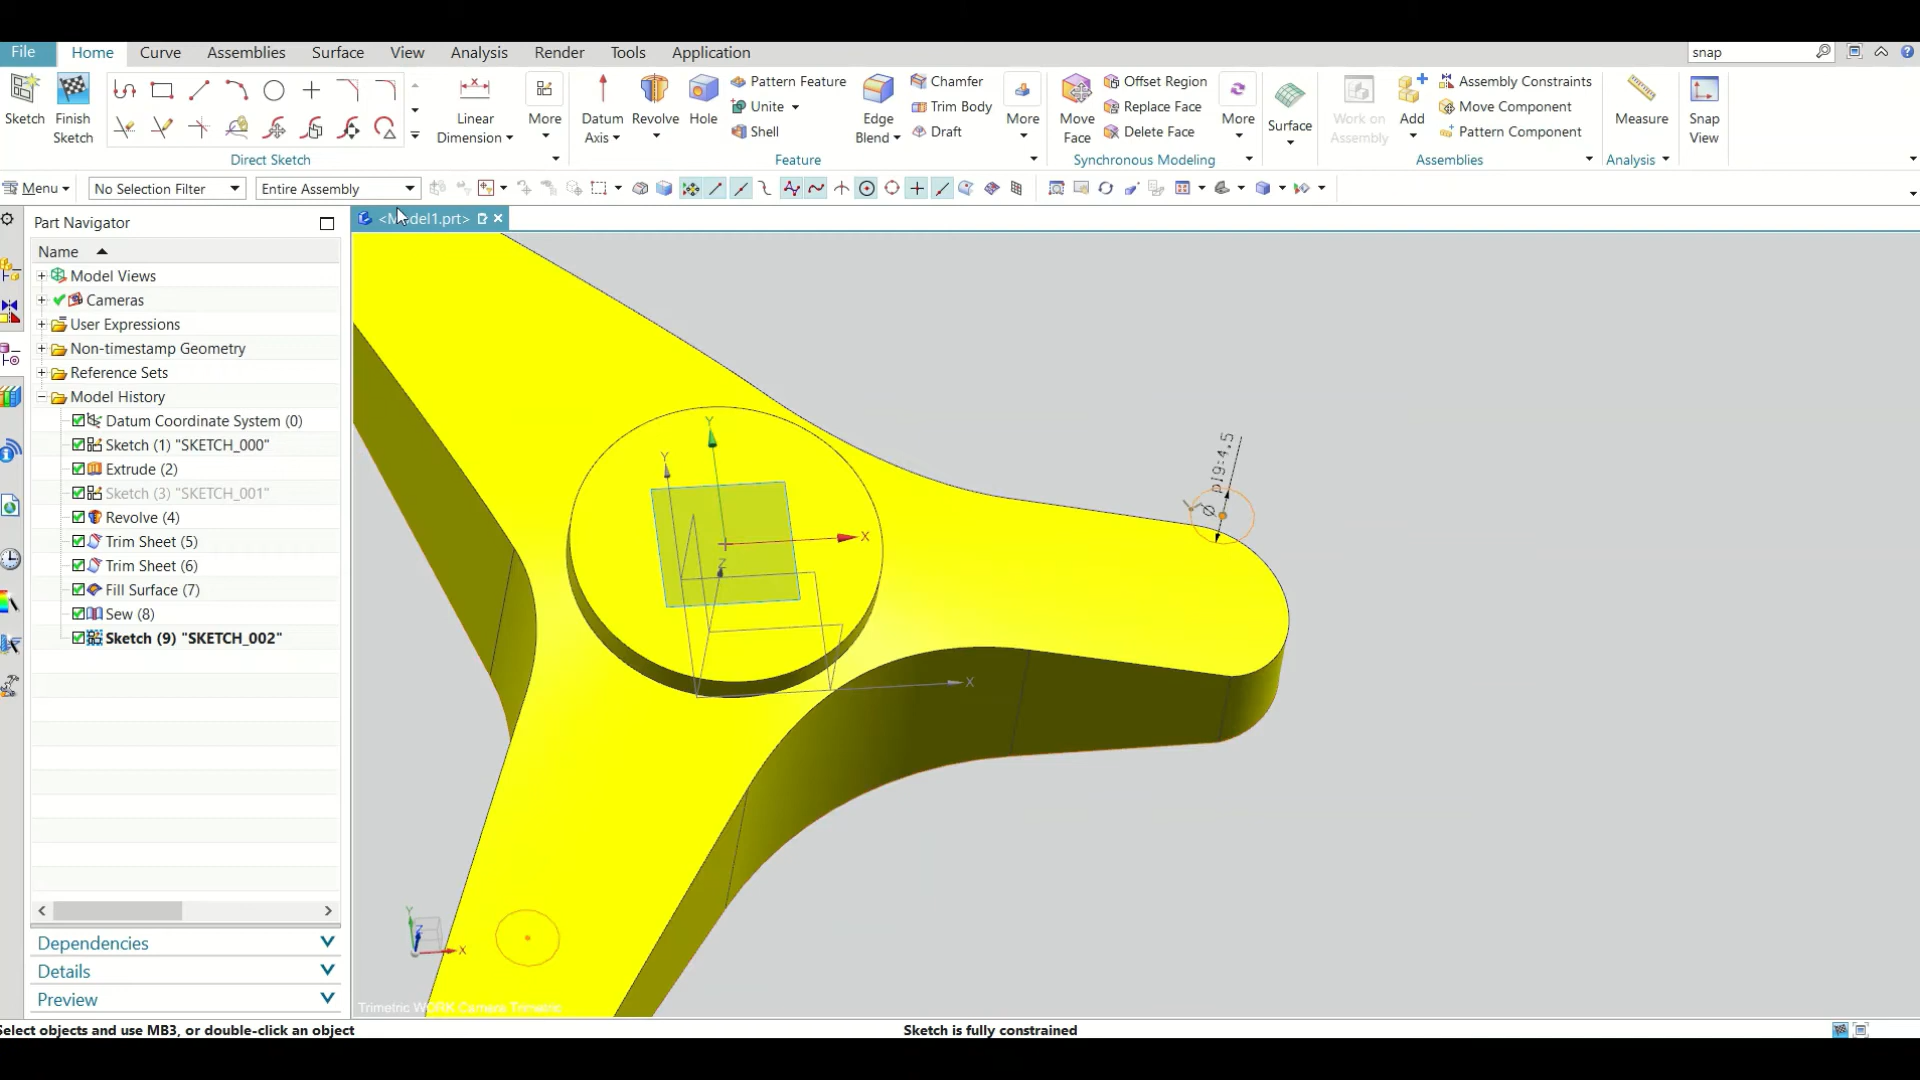 File Home Curve Assemblies Surface View Analysis Render Tools Application snap
Sketch Finish Sketch Linear Dimension More Datum Axis Revolve Hole Pattern Feature Unite Shell Edge Blend Chamfer Trim Body Draft More Move Face Offset Region Replace Face Delete Face More Surface Work on Assembly Add Assembly Constraints Move Component Pattern Component Measure Snap View
Direct Sketch Feature Synchronous Modeling Assemblies Analysis
Menu No Selection Filter Entire Assembly
Part Navigator
<Model1.prt>
Name
Model Views
Cameras
User Expressions
Non-timestamp Geometry
Reference Sets
Model History
Datum Coordinate System (0)
Sketch (1) "SKETCH_000"
Extrude (2)
Sketch (3) "SKETCH_001"
Revolve (4)
Trim Sheet (5)
Trim Sheet (6)
Fill Surface (7)
Sew (8)
Sketch (9) "SKETCH_002"
Y
Y
X
Z
X
Ø p19:4.5
Y
Z
X
Dependencies
Details
Preview
Trimetric WORK Camera Trimetric
Select objects and use MB3, or double-click an object
Sketch is fully constrained